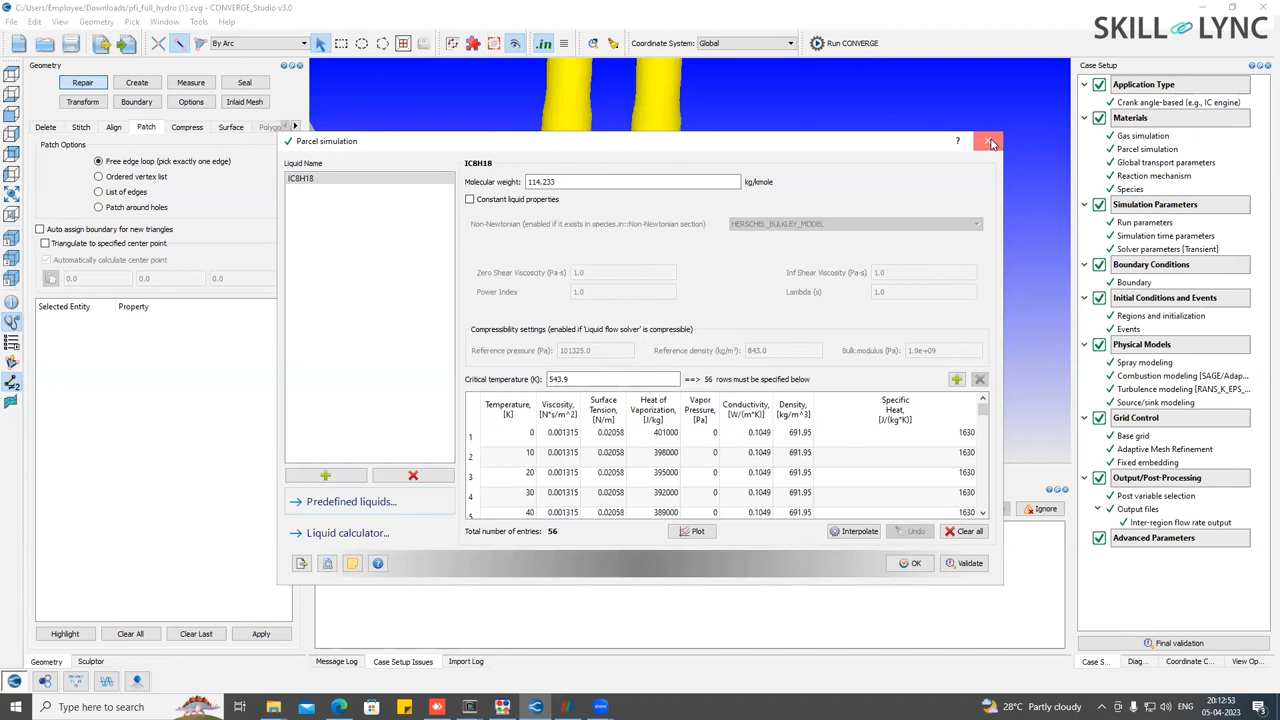 C:/Users/Employee/Downloads/pfi_full_hydro (1).cvg - CONVERGE_Studio v3.0
File Edit View Geometry Tools Parts Window Tools Help
By Arc
.in
Coordinate System: Global
Run CONVERGE
SKILL LYNC
Geometry
Repair Create Measure Seal
Transform Boundary Options Inlaid Mesh
Delete Stitch Align Patch Compress Surface Polygo
Patch Options
Free edge loop (pick exactly one edge)
Ordered vertex list
List of edges
Patch around holes
Auto assign boundary for new triangles
Triangulate to specified center point
Automatically calculate center point
0.0 0.0 0.0
Selected Entity Property
Highlight Clear All Clear Last Apply
Geometry Sculptor
Parcel simulation
?
Liquid Name
IC8H18
Predefined liquids...
Liquid calculator...
IC8H18
Molecular weight: 114.233 kg/kmole
Constant liquid properties
Non-Newtonian (enabled if it exists in species.in::Non-Newtonian section) HERSCHEL_BULKLEY_MODEL
Zero Shear Viscosity (Pa-s) 1.0 Inf Shear Viscosity (Pa-s) 1.0
Power Index 1.0 Lambda (s) 1.0
Compressibility settings (enabled if 'Liquid flow solver' is compressible)
Reference pressure (Pa): 101325.0 Reference density (kg/m³): 843.0 Bulk modulus (Pa): 1.9e+09
Critical temperature (K): 543.9 ==> 56 rows must be specified below
Temperature, [K] Viscosity, [N*s/m^2] Surface Tension, [N/m] Heat of Vaporization, [J/kg] Vapor Pressure, [Pa] Conductivity, [W/(m*K)] Density, [kg/m^3] Specific Heat, [J/(kg*K)]
1 0 0.001315 0.02058 401000 0 0.1049 691.95 1630
2 10 0.001315 0.02058 398000 0 0.1049 691.95 1630
3 20 0.001315 0.02058 395000 0 0.1049 691.95 1630
4 30 0.001315 0.02058 392000 0 0.1049 691.95 1630
5 40 0.001315 0.02058 389000 0 0.1049 691.95 1630
Total number of entries: 56 Plot Interpolate Undo Clear all
OK Validate
Ignore
Message Log Case Setup Issues Import Log
Case Setup
Application Type
Crank angle-based (e.g., IC engine)
Materials
Gas simulation
Parcel simulation
Global transport parameters
Reaction mechanism
Species
Simulation Parameters
Run parameters
Simulation time parameters
Solver parameters [Transient]
Boundary Conditions
Boundary
Initial Conditions and Events
Regions and initialization
Events
Physical Models
Spray modeling
Combustion modeling [SAGE/Adap...
Turbulence modeling [RANS_K_EPS_...
Source/sink modeling
Grid Control
Base grid
Adaptive Mesh Refinement
Fixed embedding
Output/Post-Processing
Post variable selection
Output files
Inter-region flow rate output
Advanced Parameters
Final validation
Case S... Diag... Coordinate C... View Op...
Type here to search
28°C Partly cloudy
20:12:53
05-04-2023